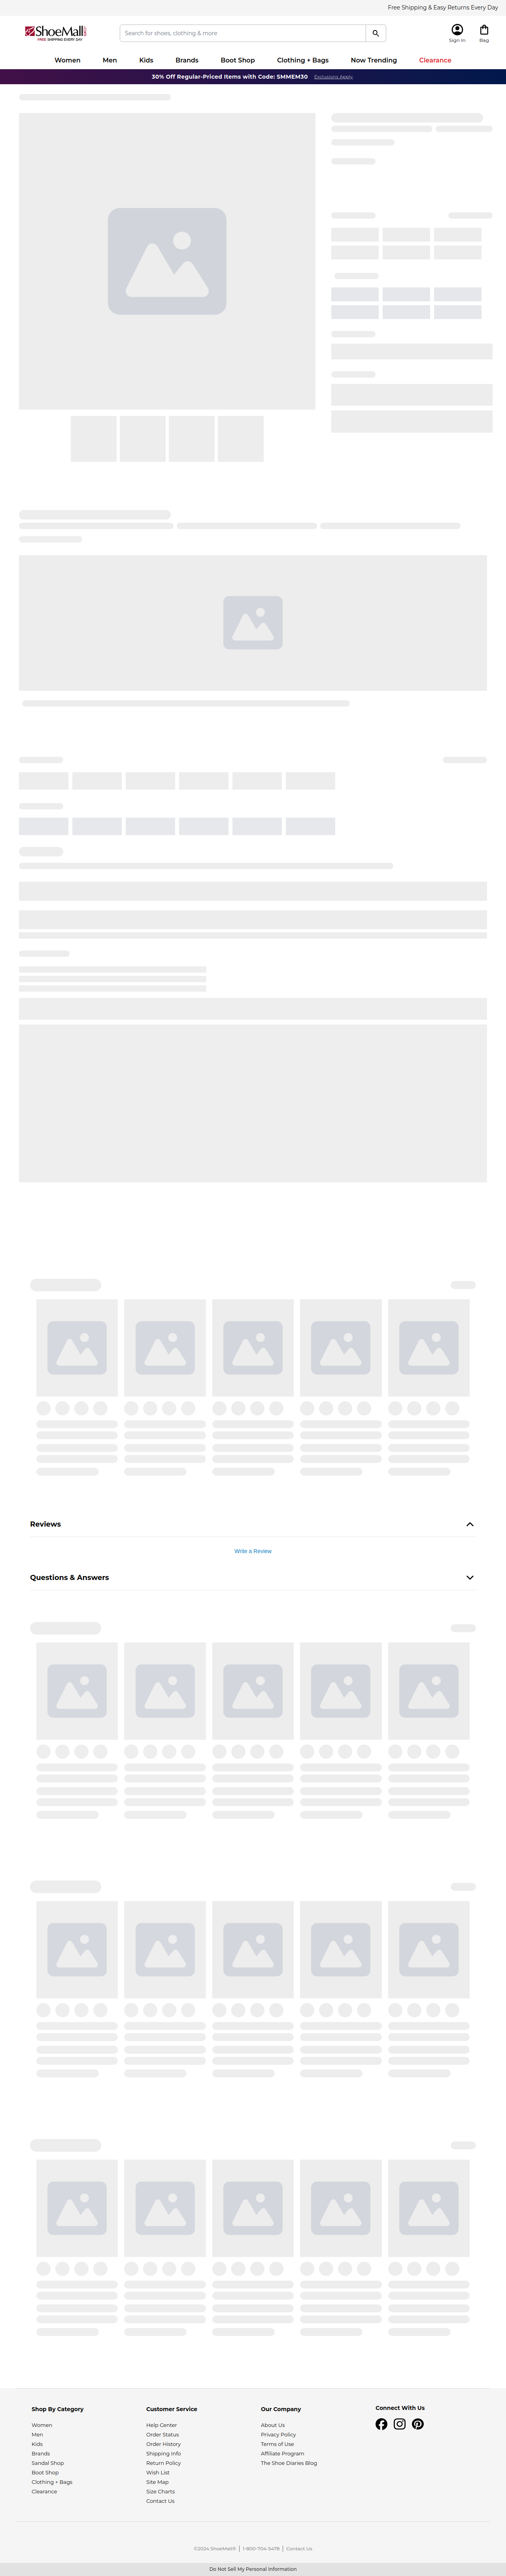 Free Shipping & Easy Returns Every Day
ShoeMall
FREE SHIPPING EVERY DAY
Search for shoes, clothing & more
Sign In
Bag
Women Men Kids Brands Boot Shop Clothing + Bags Now Trending Clearance
30% Off Regular-Priced Items with Code: SMMEM30 Exclusions Apply
Reviews
Write a Review
Questions & Answers
Shop By Category
Women
Men
Kids
Brands
Sandal Shop
Boot Shop
Clothing + Bags
Clearance
Customer Service
Help Center
Order Status
Order History
Shipping Info
Return Policy
Wish List
Site Map
Size Charts
Contact Us
Our Company
About Us
Privacy Policy
Terms of Use
Affiliate Program
The Shoe Diaries Blog
Connect With Us
©2024 ShoeMall® | 1-800-704-5478 | Contact Us
Do Not Sell My Personal Information